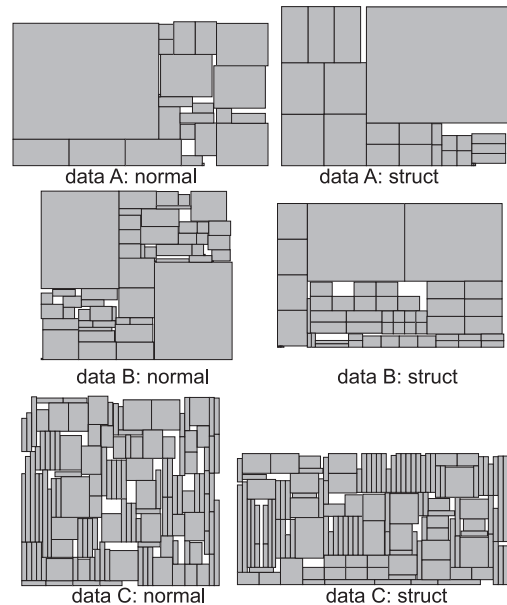 data A: normal
data A: struct
data B: normal
data B: struct
data C: normal
data C: struct